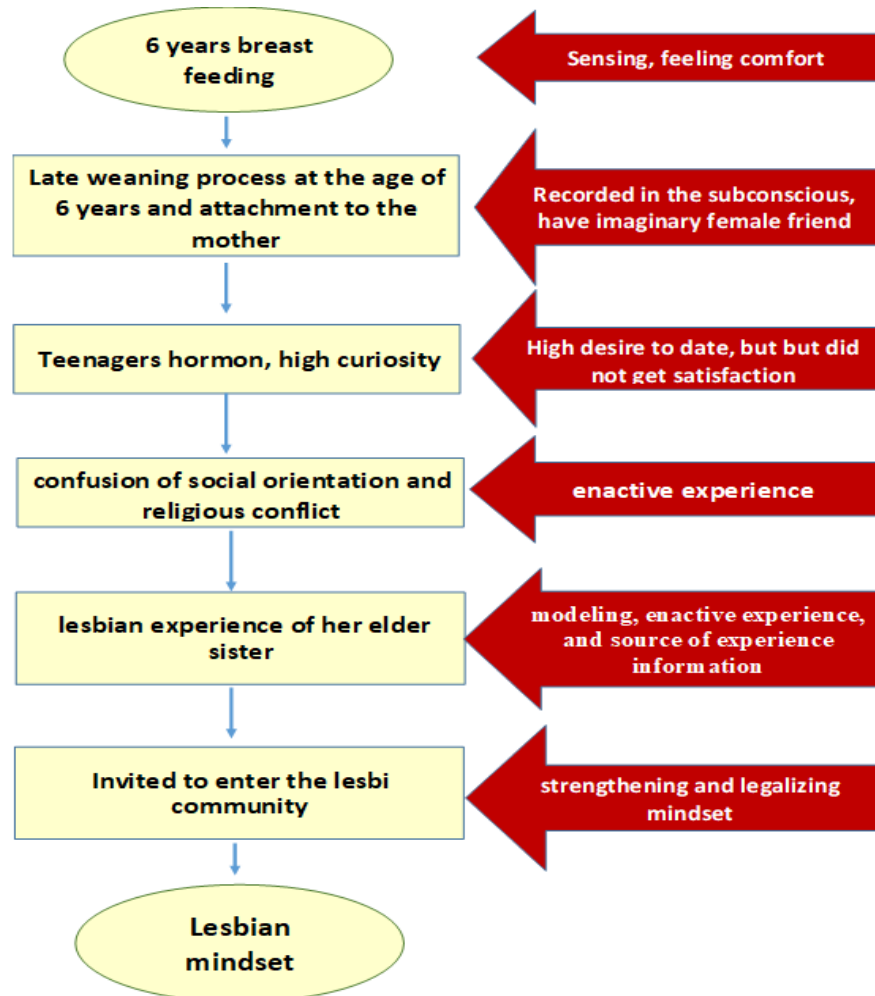 6 years breast
feeding
Sensing, feeling comfort
Late weaning process at the age of
6 years and attachment to the
mother
Recorded in the subconscious,
have imaginary female friend
Teenagers hormon, high curiosity
High desire to date, but but did
not get satisfaction
confusion of social orientation and
religious conflict
enactive experience
lesbian experience of her elder
sister
modeling, enactive experience,
and source of experience
information
Invited to enter the lesbi
community
strengthening and legalizing
mindset
Lesbian
mindset